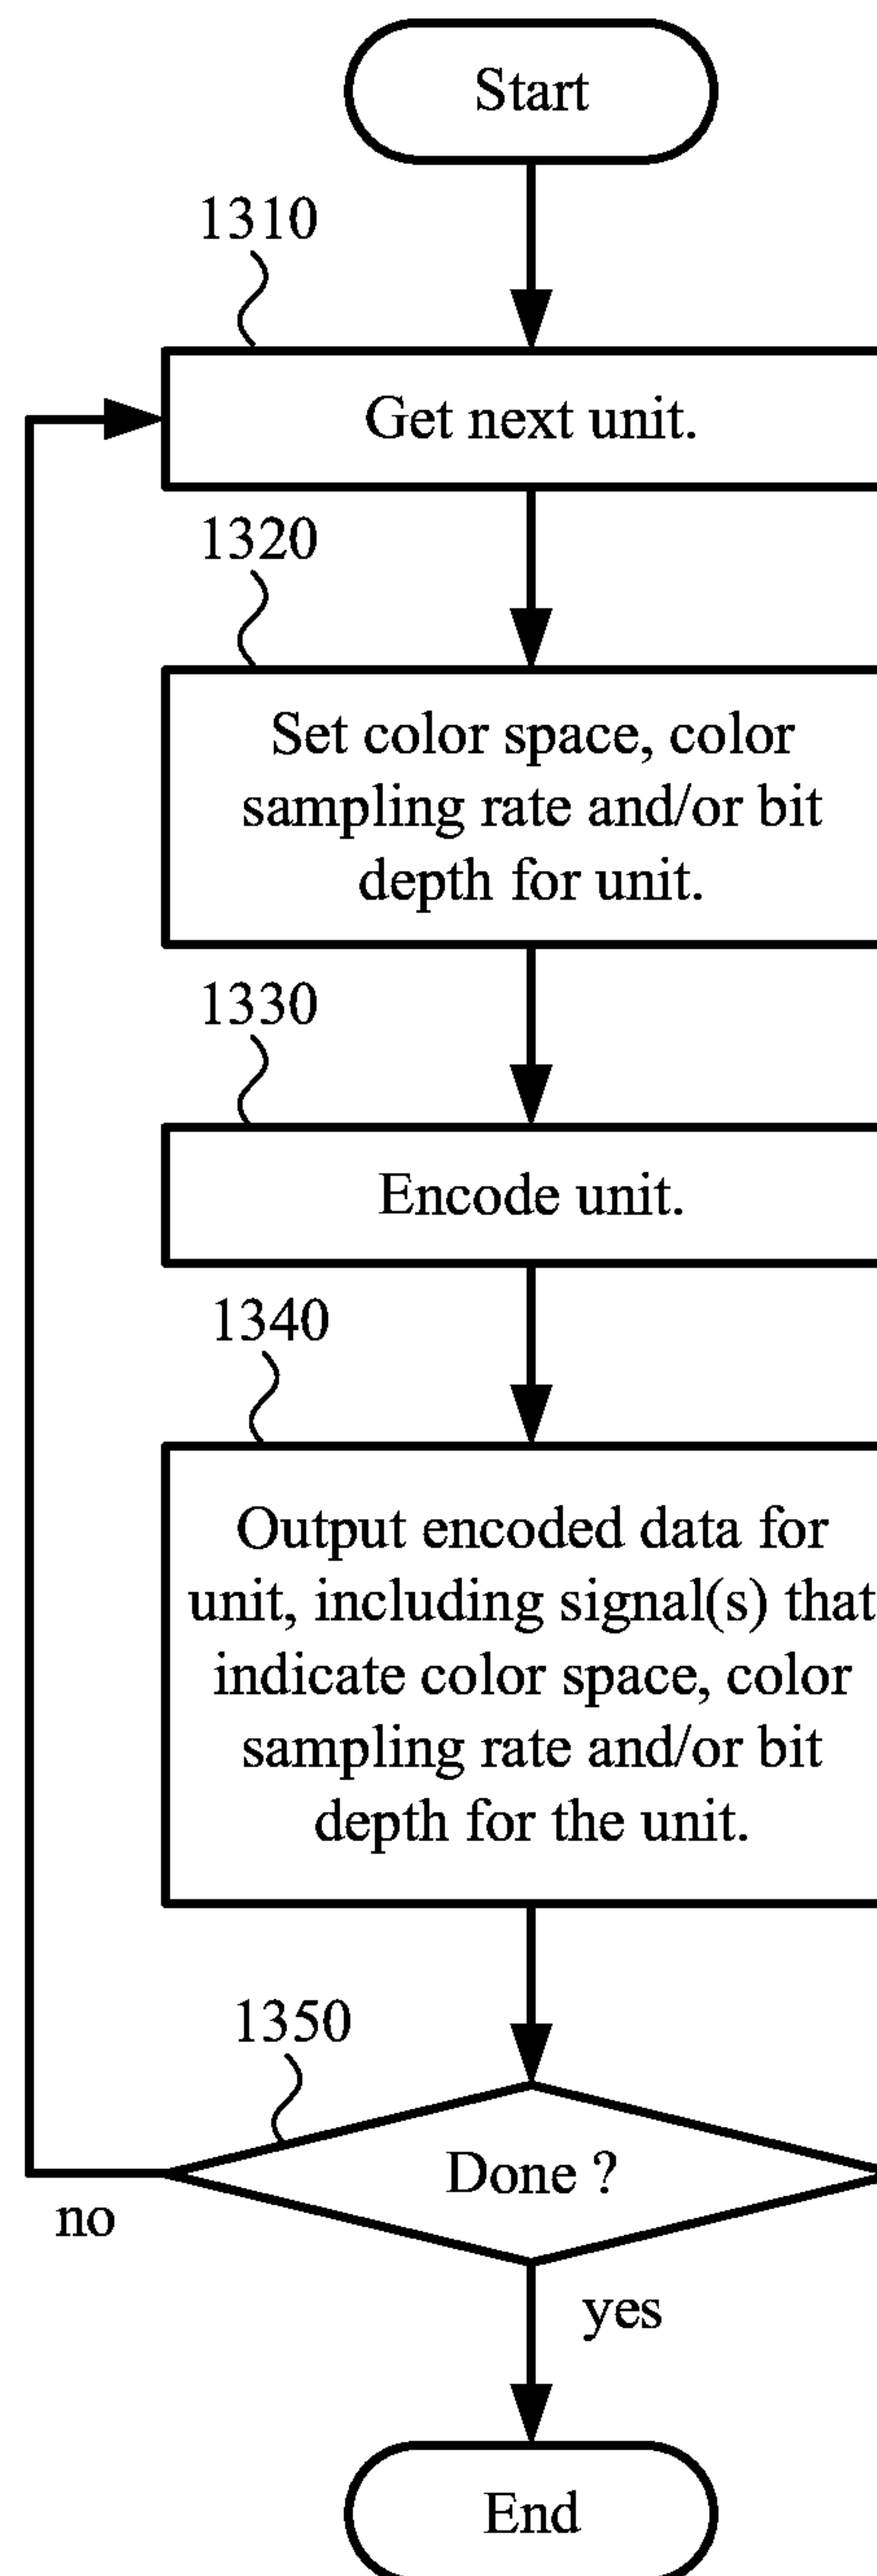 Start
1310
Get next unit.
1320
Set color space, color
sampling rate and/or bit
depth for unit.
1330
Encode unit.
1340
Output encoded data for
unit, including signal(s) that
indicate color space, color
sampling rate and/or bit
depth for the unit.
1350
Done ?
no
yes
End